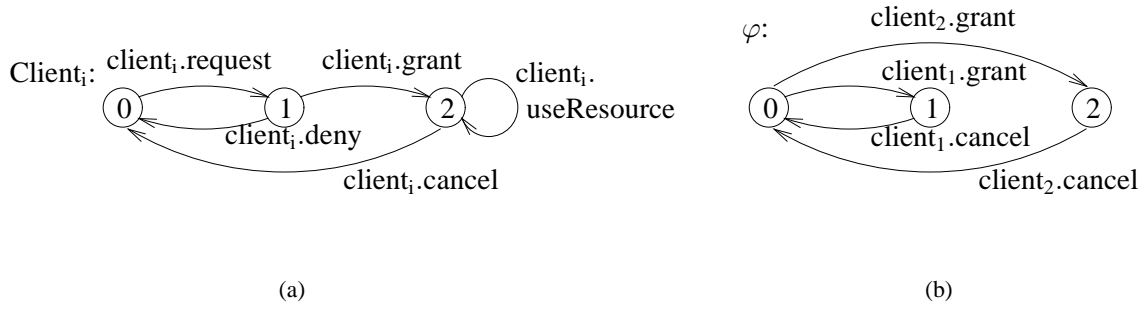 Client_i:
client_i.request
client_i.grant
client_i.
useResource
0
1
2
client_i.deny
client_i.cancel
(a)
φ:
client_2.grant
client_1.grant
0
1
2
client_1.cancel
client_2.cancel
(b)